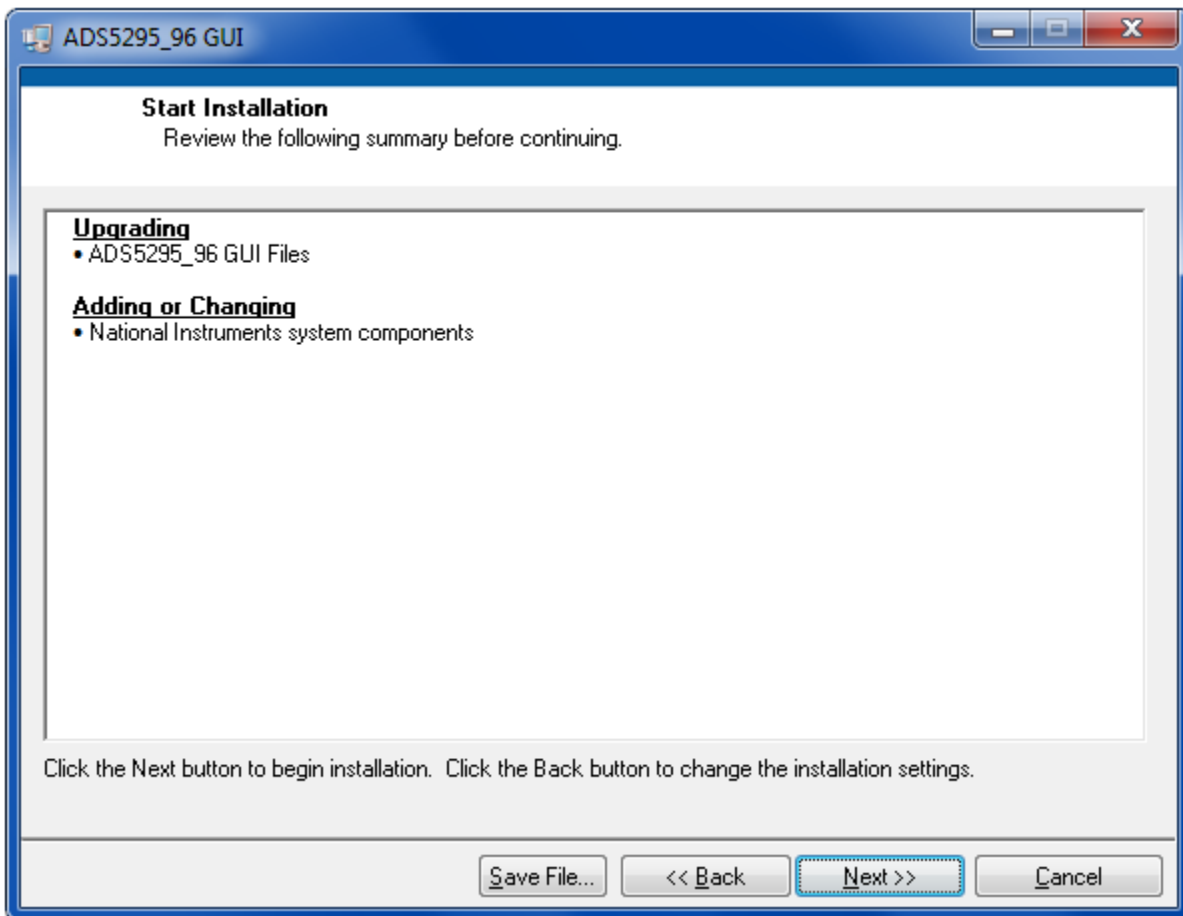 ADS5295_96 GUI
Start Installation
Review the following summary before continuing.
Upgrading
• ADS5295_96 GUI Files
Adding or Changing
• National Instruments system components
Click the Next button to begin installation.  Click the Back button to change the installation settings.
Save File...
<< Back
Next >>
Cancel